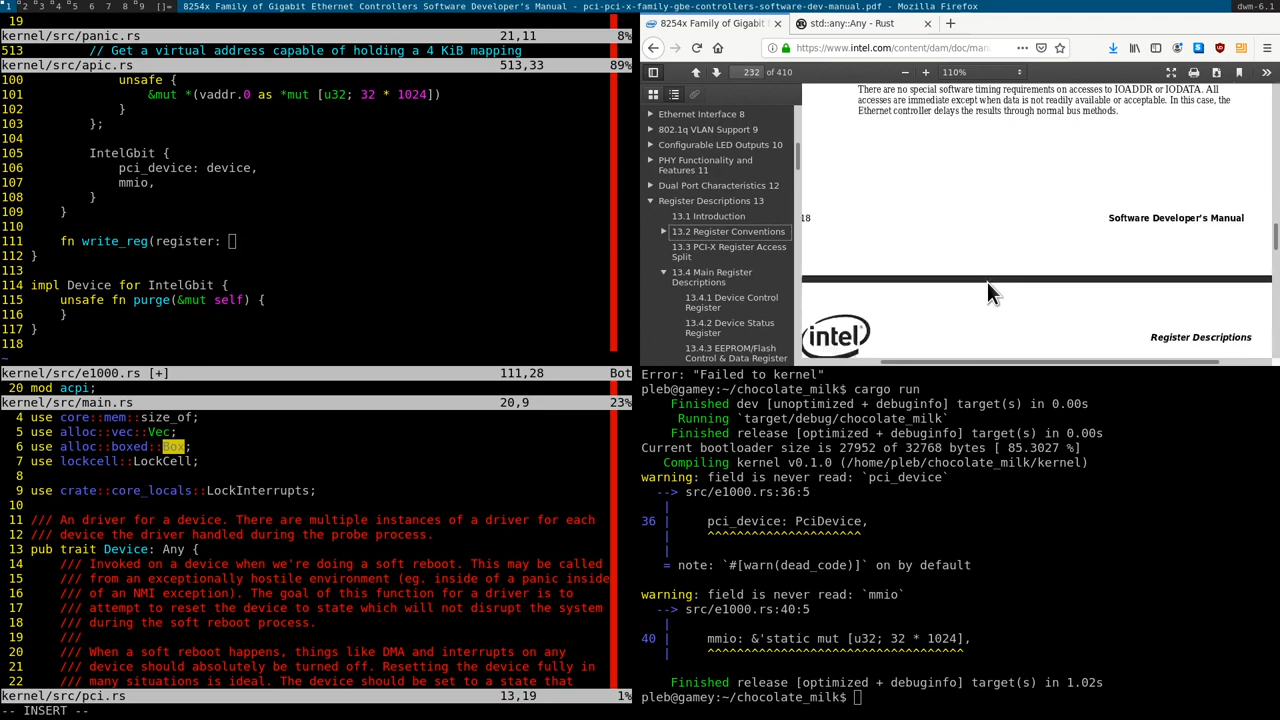 1 2 3 4 5 6 7 8 9 []= 8254x Family of Gigabit Ethernet Controllers Software Developer's Manual - pci-pci-x-family-gbe-controllers-software-dev-manual.pdf - Mozilla Firefox dwm-6.1
19
kernel/src/panic.rs 21,11 8%
513 // Get a virtual address capable of holding a 4 KiB mapping
kernel/src/apic.rs 513,33 89%
100 unsafe {
101 &mut *(vaddr.0 as *mut [u32; 32 * 1024])
102 }
103 };
104
105 IntelGbit {
106 pci_device: device,
107 mmio,
108 }
109 }
110
111 fn write_reg(register:
112 }
113
114 impl Device for IntelGbit {
115 unsafe fn purge(&mut self) {
116 }
117 }
118
~
kernel/src/e1000.rs [+] 111,28 Bot
20 mod acpi;
kernel/src/main.rs 20,9 23%
4 use core::mem::size_of;
5 use alloc::vec::Vec;
6 use alloc::boxed::Box;
7 use lockcell::LockCell;
8
9 use crate::core_locals::LockInterrupts;
10
11 /// An driver for a device. There are multiple instances of a driver for each
12 /// device the driver handled during the probe process.
13 pub trait Device: Any {
14 /// Invoked on a device when we're doing a soft reboot. This may be called
15 /// from an exceptionally hostile environment (eg. inside of a panic inside
16 /// of an NMI exception). The goal of this function for a driver is to
17 /// attempt to reset the device to state which will not disrupt the system
18 /// during the soft reboot process.
19 ///
20 /// When a soft reboot happens, things like DMA and interrupts on any
21 /// device should absolutely be turned off. Resetting the device fully in
22 /// many situations is ideal. The device should be set to a state that
kernel/src/pci.rs 13,19 1%
-- INSERT --
8254x Family of Gigabit
std::any::Any - Rust
https://www.intel.com/content/dam/doc/man
232 of 410 110%
Ethernet Interface 8
802.1q VLAN Support 9
Configurable LED Outputs 10
PHY Functionality and
Features 11
Dual Port Characteristics 12
Register Descriptions 13
13.1 Introduction
13.2 Register Conventions
13.3 PCI-X Register Access
Split
13.4 Main Register
Descriptions
13.4.1 Device Control
Register
13.4.2 Device Status
Register
13.4.3 EEPROM/Flash
Control & Data Register
There are no special software timing requirements on accesses to IOADDR or IODATA. All
accesses are immediate except when data is not readily available or acceptable. In this case, the
Ethernet controller delays the results through normal bus methods.
18 Software Developer's Manual
intel
Register Descriptions
Error: "Failed to kernel"
pleb@gamey:~/chocolate_milk$ cargo run
Finished dev [unoptimized + debuginfo] target(s) in 0.00s
Running `target/debug/chocolate_milk`
Finished release [optimized + debuginfo] target(s) in 0.00s
Current bootloader size is 27952 of 32768 bytes [ 85.3027 %]
Compiling kernel v0.1.0 (/home/pleb/chocolate_milk/kernel)
warning: field is never read: `pci_device`
--> src/e1000.rs:36:5
|
36 | pci_device: PciDevice,
| ^^^^^^^^^^^^^^^^^^^^^
|
= note: `#[warn(dead_code)]` on by default
warning: field is never read: `mmio`
--> src/e1000.rs:40:5
|
40 | mmio: &'static mut [u32; 32 * 1024],
| ^^^^^^^^^^^^^^^^^^^^^^^^^^^^^^^^^^^
Finished release [optimized + debuginfo] target(s) in 1.02s
pleb@gamey:~/chocolate_milk$